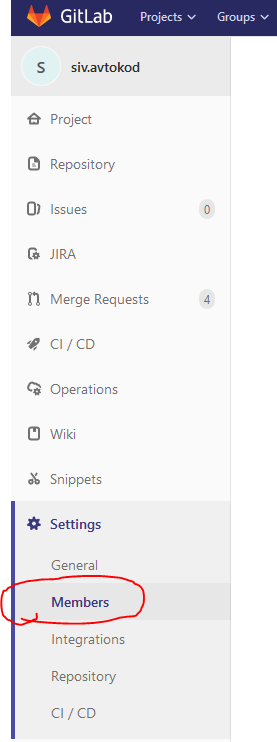 GitLab Projects Groups
S siv.avtokod
Project
Repository
Issues 0
JIRA
Merge Requests 4
CI / CD
Operations
Wiki
Snippets
Settings
General
Members
Integrations
Repository
CI / CD